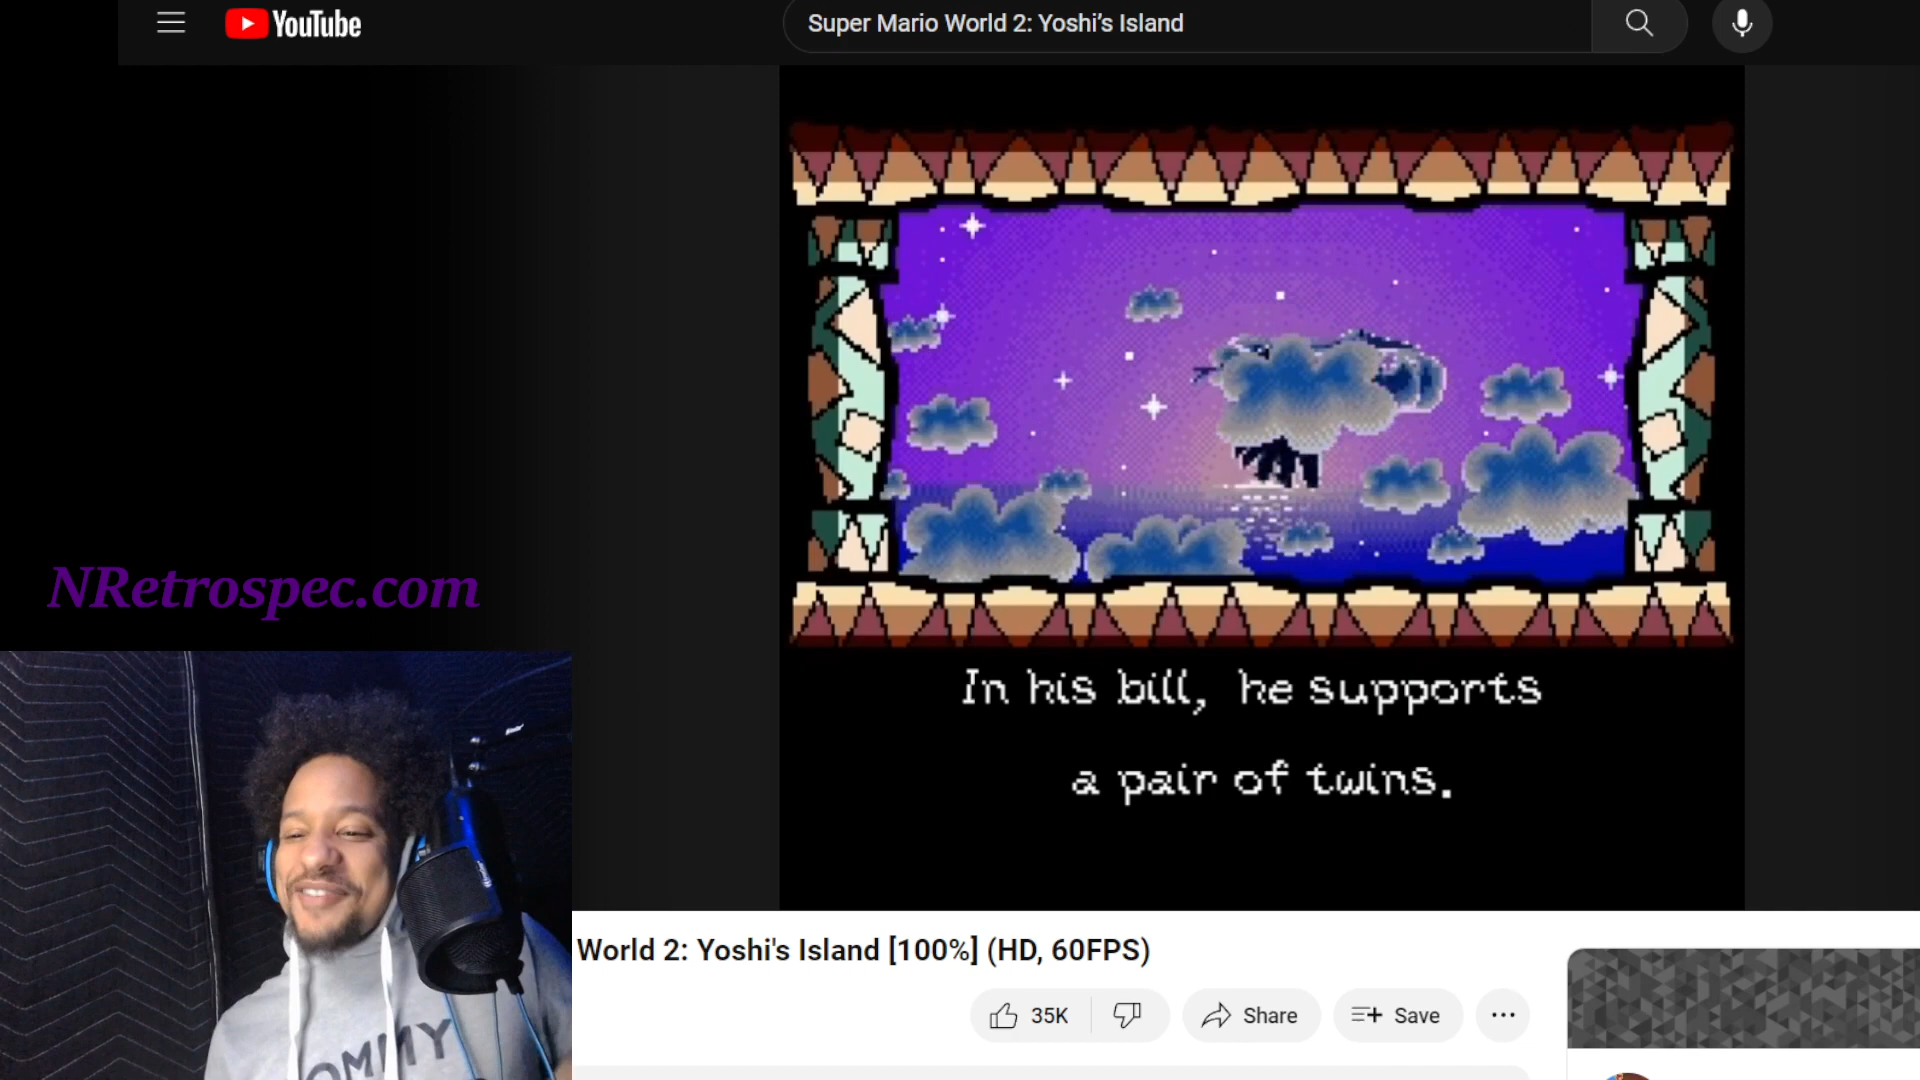 YouTube
Super Mario World 2: Yoshi's Island
In his bill, he supports
a pair of twins.
NRetrospec.com
OMMY
World 2: Yoshi's Island [100%] (HD, 60FPS)
35K
Share
Save